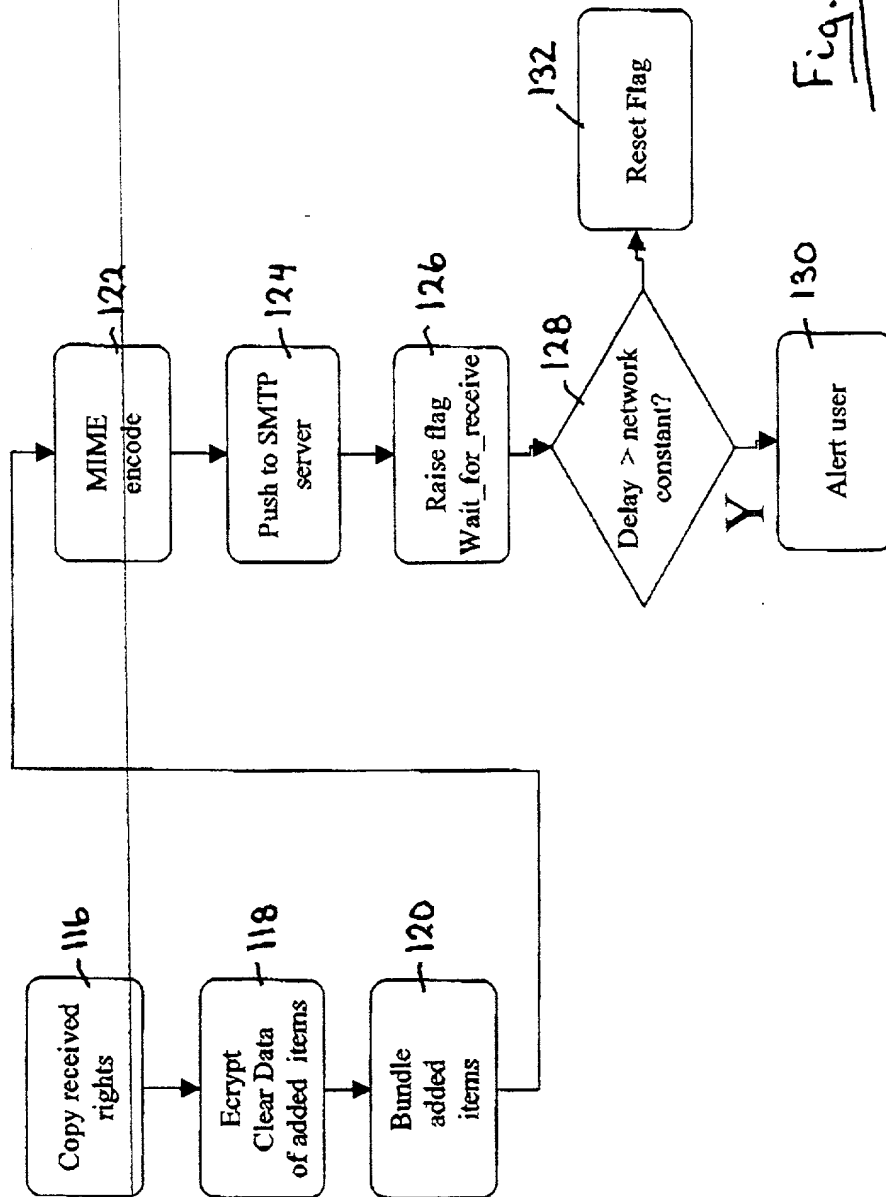 116
Copy received
rights
118
Ecrypt
Clear Data
of added items
120
Bundle
added
items
122
MIME
encode
124
Push to SMTP
server
126
Raise flag
Wait_for_receive
128
Delay > network
constant?
Y
130
Alert user
132
Reset Flag
Fig.